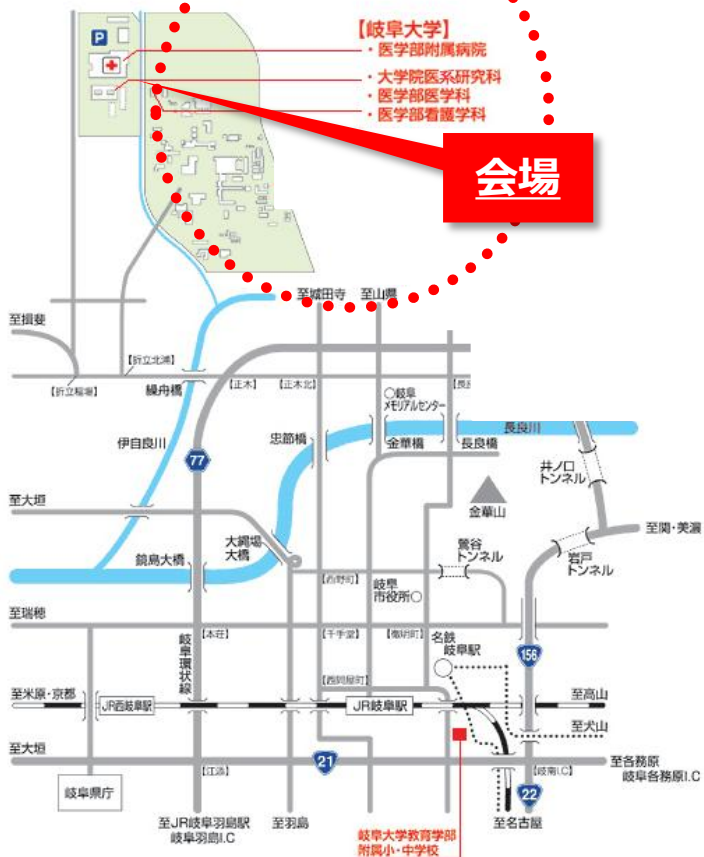 【岐阜大学】
・医学部附属病院
・大学院医系研究科
・医学部医学科
・医学部看護学科
P
会場
至城田寺
至山県
至揖斐
【折立北浦】
【折立稲場】
繰舟橋
【正木】
【正木北】
○岐阜
メモリアルセンター
【長良
長良川
伊自良川
77
忠節橋
金華橋
長良橋
井ノ口
トンネル
至大垣
大縄場
大橋
金華山
至関・美濃
鏡島大橋
鶯谷
トンネル
岩戸
トンネル
【西野町】
岐阜
市役所○
至瑞穂
岐阜環状線
【本荘】
【千手堂】
【徹明町】
名鉄
岐阜駅
156
【西問屋町】
至米原・京都
JR西岐阜駅
JR岐阜駅
至高山
至犬山
至大垣
21
【江添】
【岐南I.C】
至各務原
岐阜各務原I.C
岐阜県庁
22
至JR岐阜羽島駅
岐阜羽島I.C
至羽島
至名古屋
岐阜大学教育学部
附属小・中学校